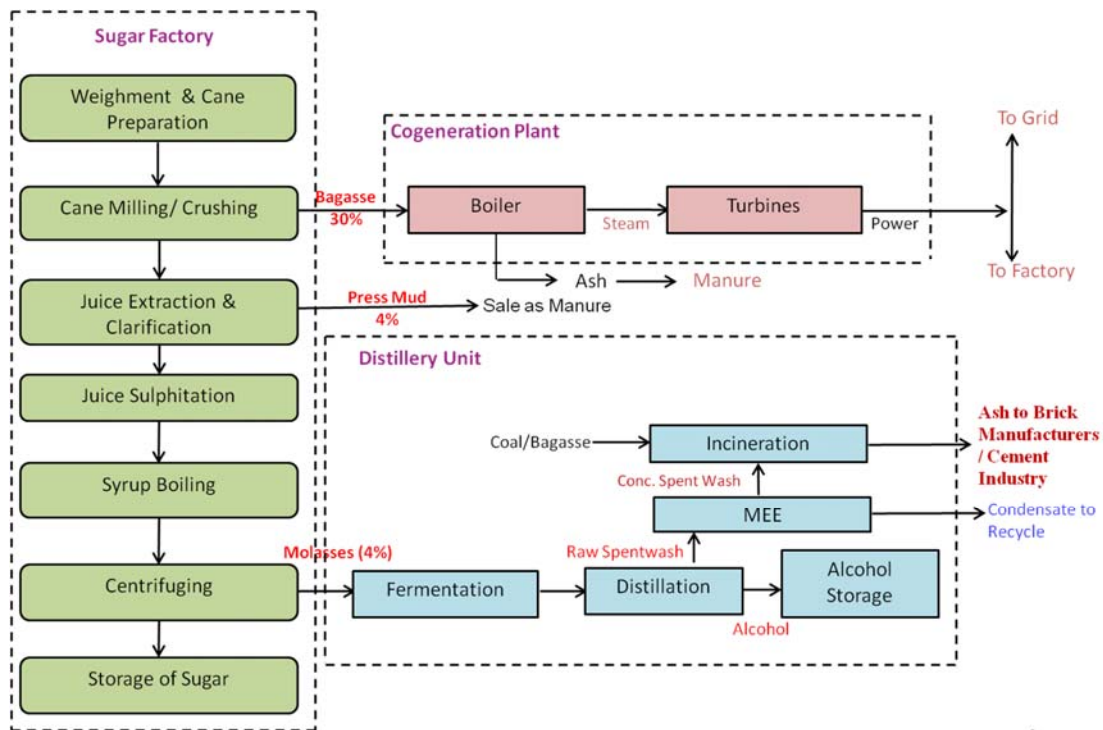 Sugar Factory
Weighment & Cane
Preparation
Cane Milling/ Crushing
Juice Extraction &
Clarification
Juice Sulphitation
Syrup Boiling
Centrifuging
Storage of Sugar
Bagasse
30%
Press Mud
4%
Sale as Manure
Molasses (4%)
Cogeneration Plant
Boiler
Steam
Turbines
Power
Ash
Manure
To Grid
To Factory
Distillery Unit
Coal/Bagasse
Incineration
Conc. Spent Wash
MEE
Raw Spentwash
Fermentation
Distillation
Alcohol
Alcohol
Storage
Ash to Brick
Manufacturers
/ Cement
Industry
Condensate to
Recycle